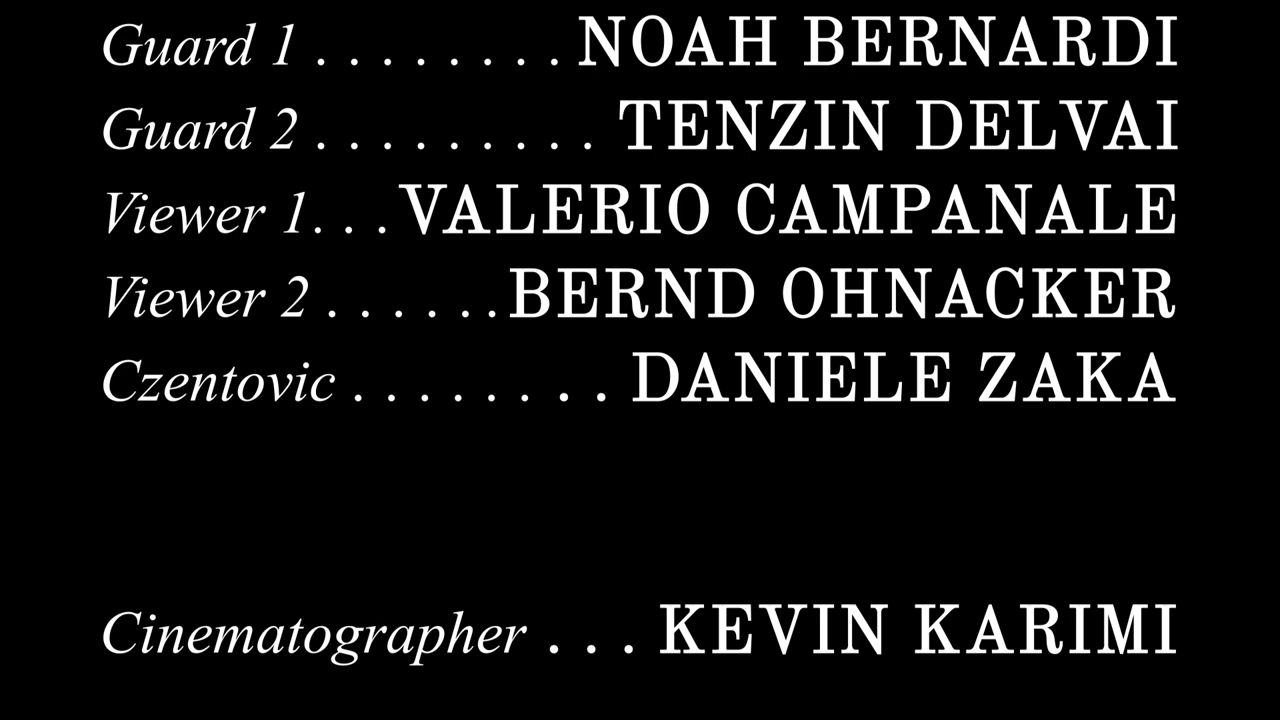 Guard 1 . . . . . . . . NOAH BERNARDI
Guard 2 . . . . . . . . . TENZIN DELVAI
Viewer 1. . . VALERIO CAMPANALE
Viewer 2 . . . . . . BERND OHNACKER
Czentovic . . . . . . . . DANIELE ZAKA
Cinematographer . . . KEVIN KARIMI